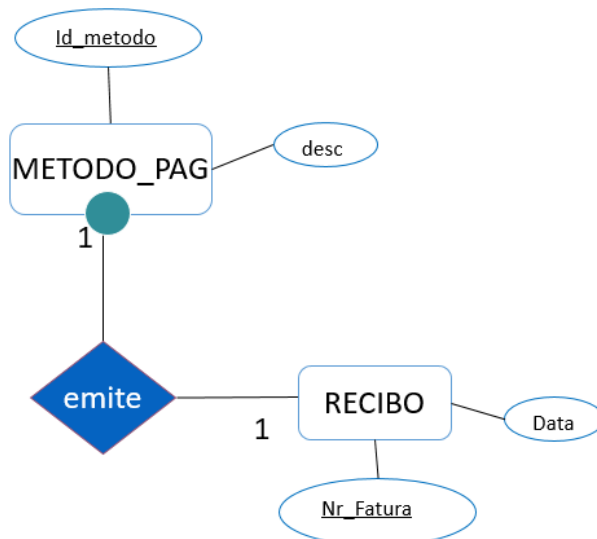 Id_metodo
METODO_PAG
desc
1
emite
RECIBO
1
Data
Nr_Fatura